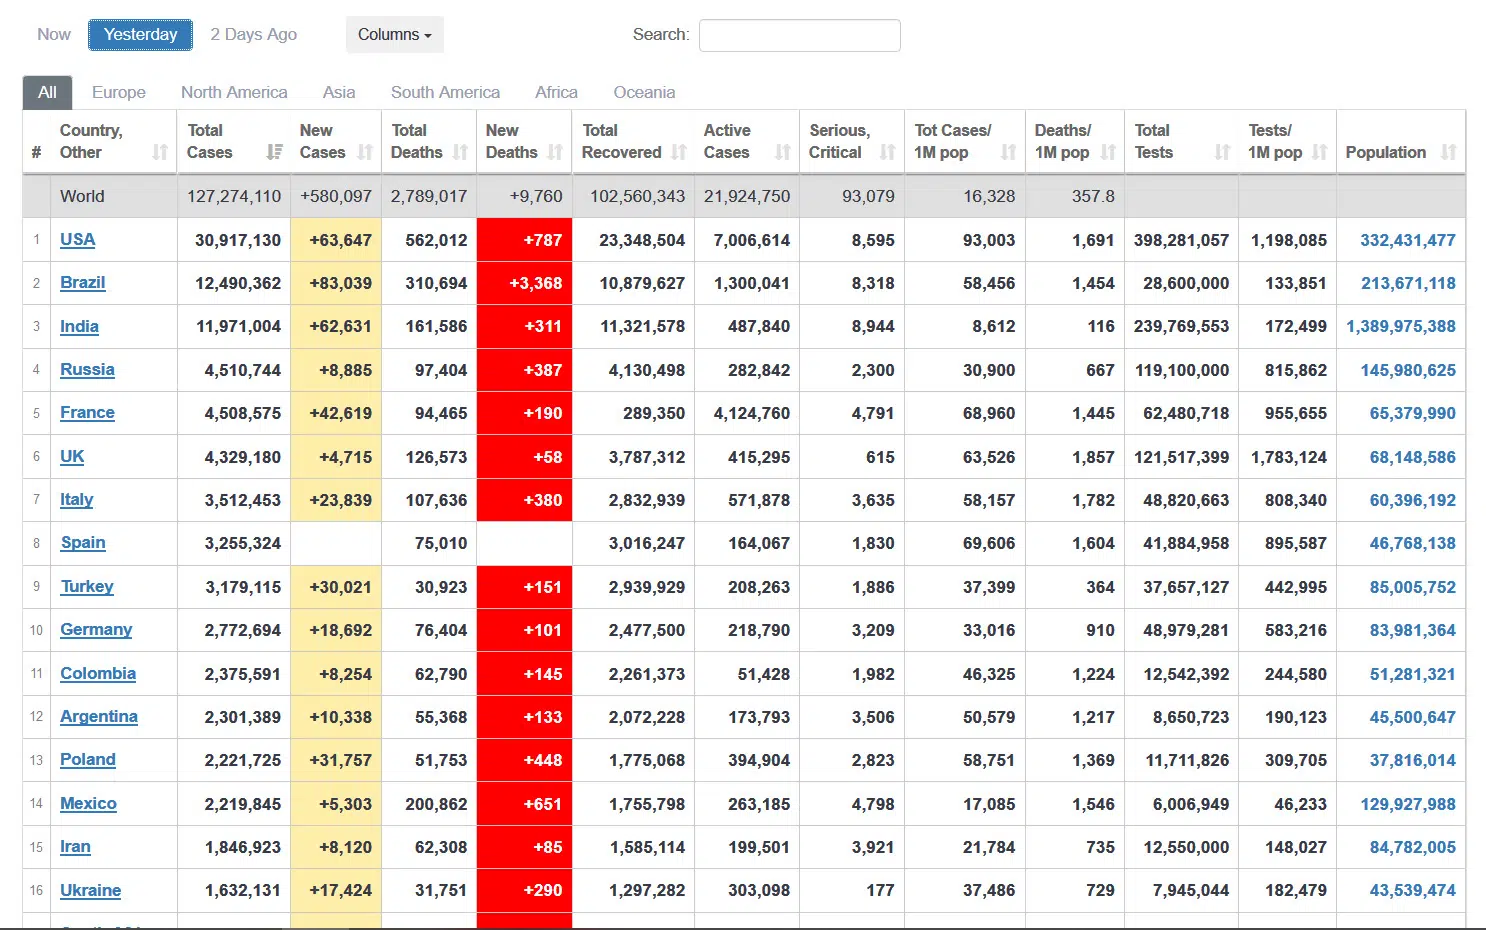 Now Yesterday 2 Days Ago Columns Search:
All Europe North America Asia South America Africa Oceania
# Country, Other Total Cases New Cases Total Deaths New Deaths Total Recovered Active Cases Serious, Critical Tot Cases/ 1M pop Deaths/ 1M pop Total Tests Tests/ 1M pop Population
World 127,274,110 +580,097 2,789,017 +9,760 102,560,343 21,924,750 93,079 16,328 357.8
1 USA 30,917,130 +63,647 562,012 +787 23,348,504 7,006,614 8,595 93,003 1,691 398,281,057 1,198,085 332,431,477
2 Brazil 12,490,362 +83,039 310,694 +3,368 10,879,627 1,300,041 8,318 58,456 1,454 28,600,000 133,851 213,671,118
3 India 11,971,004 +62,631 161,586 +311 11,321,578 487,840 8,944 8,612 116 239,769,553 172,499 1,389,975,388
4 Russia 4,510,744 +8,885 97,404 +387 4,130,498 282,842 2,300 30,900 667 119,100,000 815,862 145,980,625
5 France 4,508,575 +42,619 94,465 +190 289,350 4,124,760 4,791 68,960 1,445 62,480,718 955,655 65,379,990
6 UK 4,329,180 +4,715 126,573 +58 3,787,312 415,295 615 63,526 1,857 121,517,399 1,783,124 68,148,586
7 Italy 3,512,453 +23,839 107,636 +380 2,832,939 571,878 3,635 58,157 1,782 48,820,663 808,340 60,396,192
8 Spain 3,255,324 75,010 3,016,247 164,067 1,830 69,606 1,604 41,884,958 895,587 46,768,138
9 Turkey 3,179,115 +30,021 30,923 +151 2,939,929 208,263 1,886 37,399 364 37,657,127 442,995 85,005,752
10 Germany 2,772,694 +18,692 76,404 +101 2,477,500 218,790 3,209 33,016 910 48,979,281 583,216 83,981,364
11 Colombia 2,375,591 +8,254 62,790 +145 2,261,373 51,428 1,982 46,325 1,224 12,542,392 244,580 51,281,321
12 Argentina 2,301,389 +10,338 55,368 +133 2,072,228 173,793 3,506 50,579 1,217 8,650,723 190,123 45,500,647
13 Poland 2,221,725 +31,757 51,753 +448 1,775,068 394,904 2,823 58,751 1,369 11,711,826 309,705 37,816,014
14 Mexico 2,219,845 +5,303 200,862 +651 1,755,798 263,185 4,798 17,085 1,546 6,006,949 46,233 129,927,988
15 Iran 1,846,923 +8,120 62,308 +85 1,585,114 199,501 3,921 21,784 735 12,550,000 148,027 84,782,005
16 Ukraine 1,632,131 +17,424 31,751 +290 1,297,282 303,098 177 37,486 729 7,945,044 182,479 43,539,474